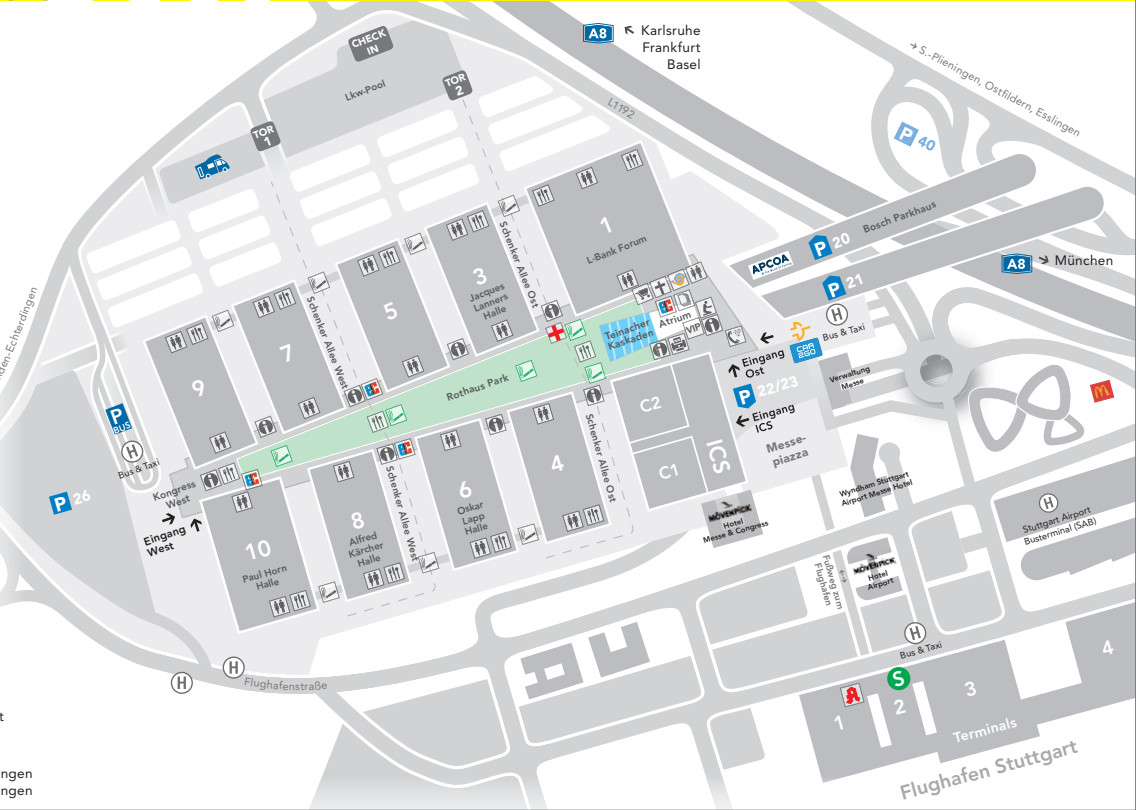 A8
Karlsruhe
Frankfurt
Basel
S.-Plieningen, Ostfildern, Esslingen
CHECK
IN
Lkw-Pool
TOR
2
TOR
1
L1192
P 40
1
L-Bank Forum
Bosch Parkhaus
P 20
APCOA
A8
München
P 21
H
Bus & Taxi
3
Jacques
Lanners
Halle
Schenker Allee Ost
5
7
Schenker Allee West
9
Teinacher
Kaskaden
Atrium
VIP
Rothaus Park
Eingang
Ost
CAR
2GO
Verwaltung
Messe
P 22/23
Eingang
ICS
Messe-
piazza
C2
C1
ICS
P
BUS
H
Bus & Taxi
P 26
Kongress
West
Eingang
West
10
Paul Horn
Halle
8
Alfred
Kärcher
Halle
Schenker Allee West
6
Oskar
Lapp
Halle
4
Schenker Allee Ost
MÖVENPICK
Hotel
Messe & Congress
Wyndham Stuttgart
Airport Messe Hotel
H
Stuttgart Airport
Busterminal (SAB)
MÖVENPICK
Hotel
Airport
Fußweg zum
Flughafen
H
Bus & Taxi
S
H
H
Flughafenstraße
1
2
3
4
Terminals
Flughafen Stuttgart
den-Echterdingen
t
ngen
ngen